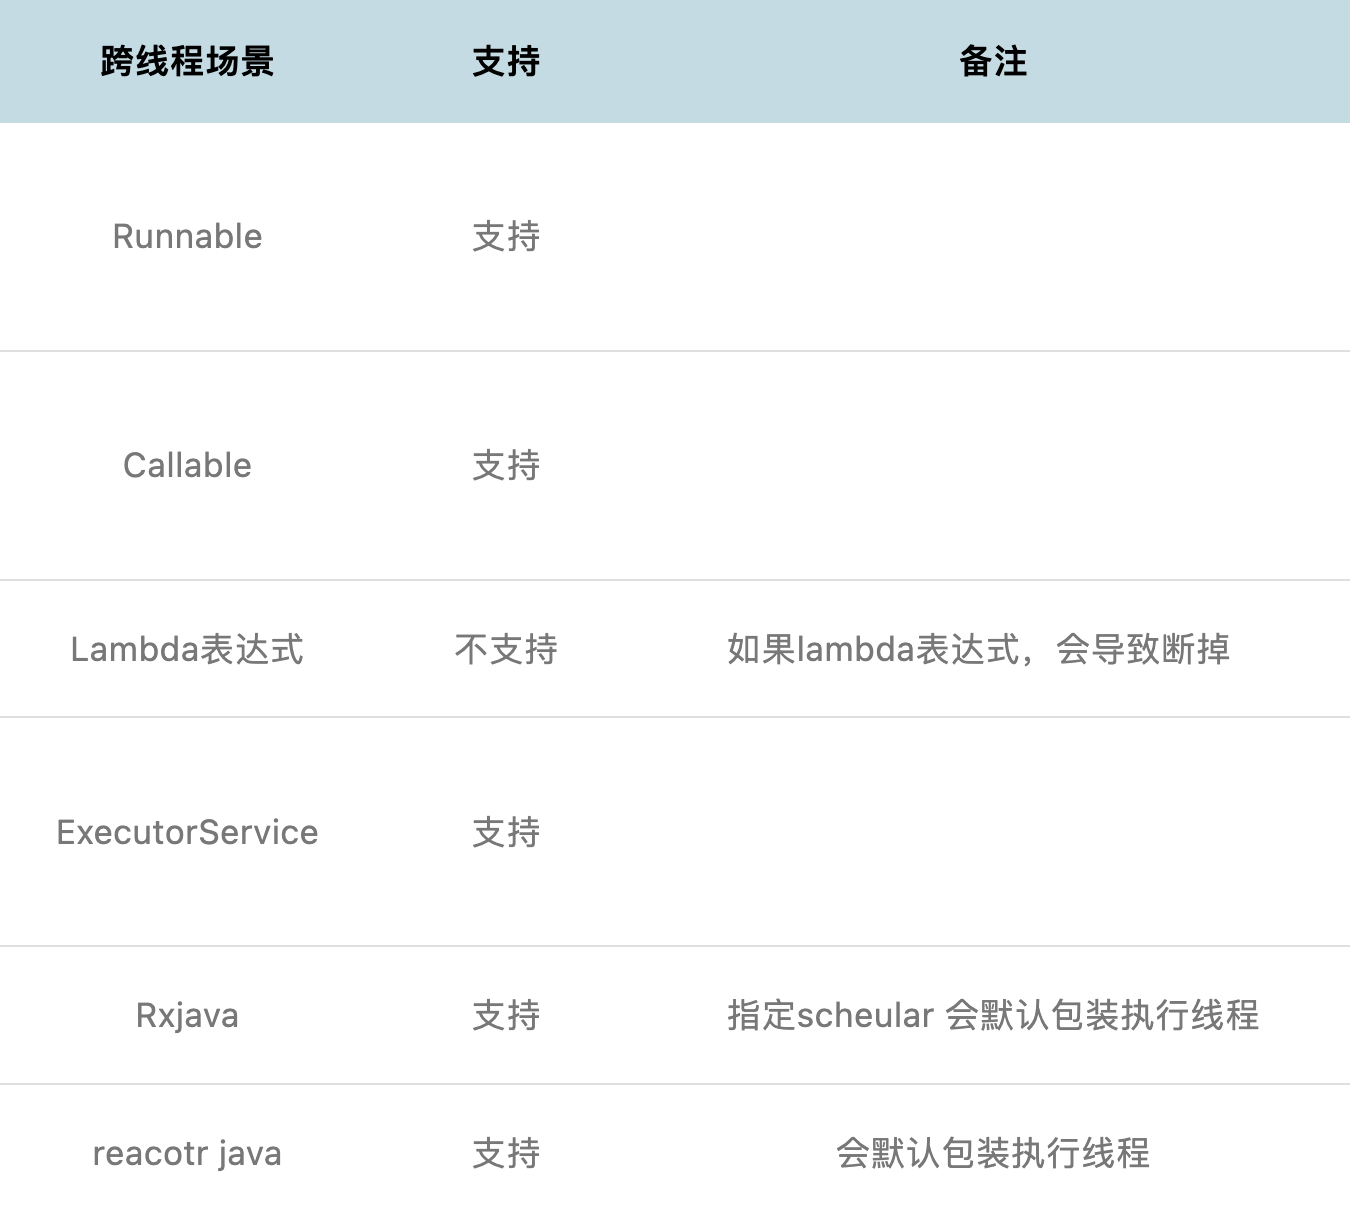 跨线程场景 支持 备注
Runnable 支持
Callable 支持
Lambda表达式 不支持 如果lambda表达式，会导致断掉
ExecutorService 支持
Rxjava 支持 指定scheular 会默认包装执行线程
reacotr java 支持 会默认包装执行线程